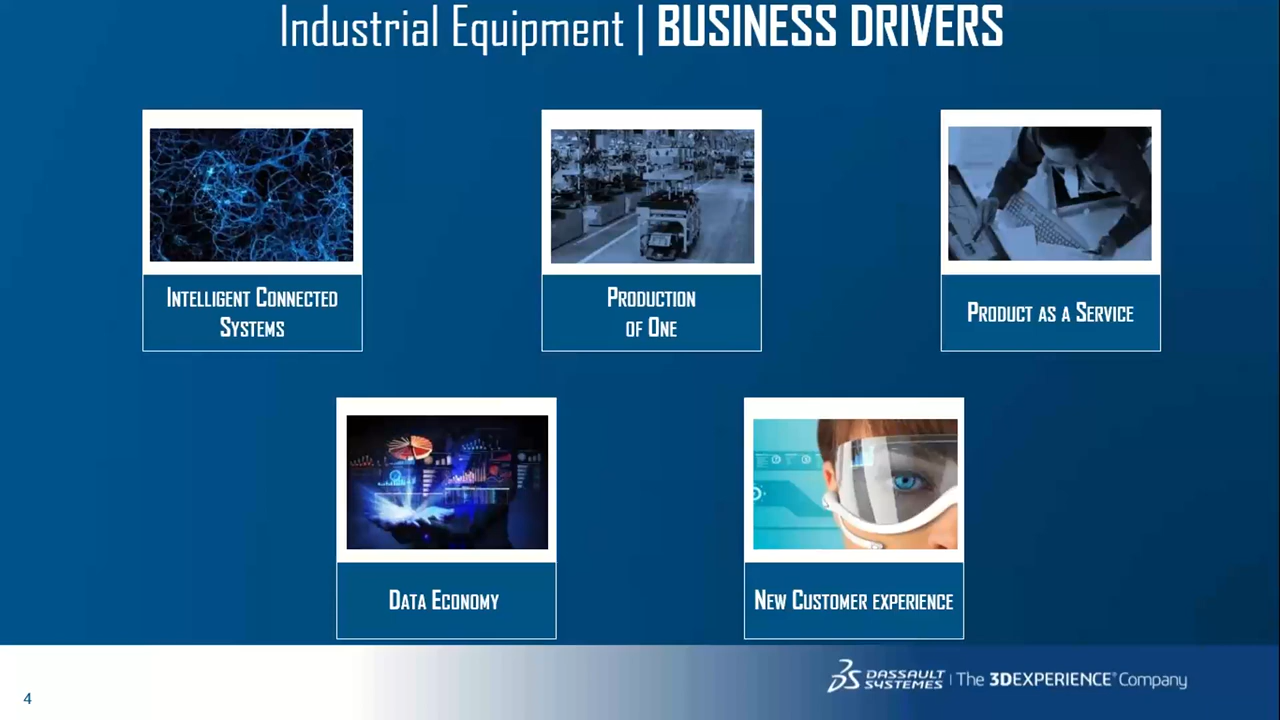 Industrial Equipment | BUSINESS DRIVERS
INTELLIGENT CONNECTED
SYSTEMS
PRODUCTION
OF ONE
PRODUCT AS A SERVICE
DATA ECONOMY
NEW CUSTOMER EXPERIENCE
4
DASSAULT
SYSTEMES | The 3DEXPERIENCE® Company